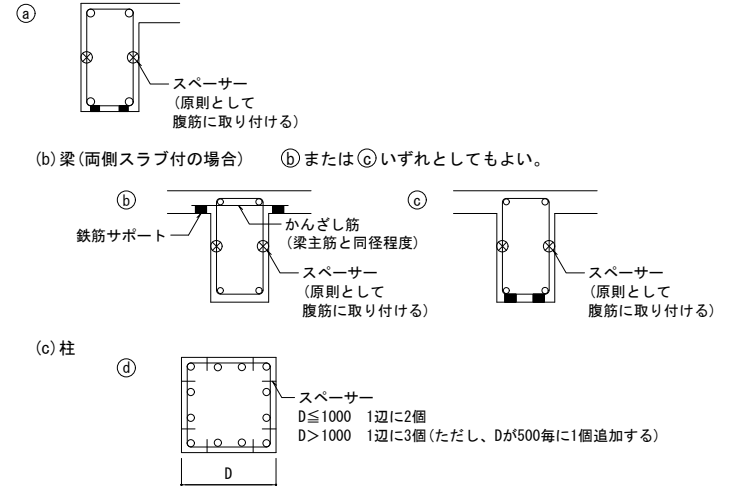 ⓐ
スペーサー
(原則として
腹筋に取り付ける)
(b)梁(両側スラブ付の場合) ⓑまたはⓒいずれとしてもよい。
ⓑ
ⓒ
鉄筋サポート
かんざし筋
(梁主筋と同径程度)
スペーサー
(原則として
腹筋に取り付ける)
スペーサー
(原則として
腹筋に取り付ける)
(c)柱
ⓓ
スペーサー
D≦1000 1辺に2個
D＞1000 1辺に3個(ただし、Dが500毎に1個追加する)
D